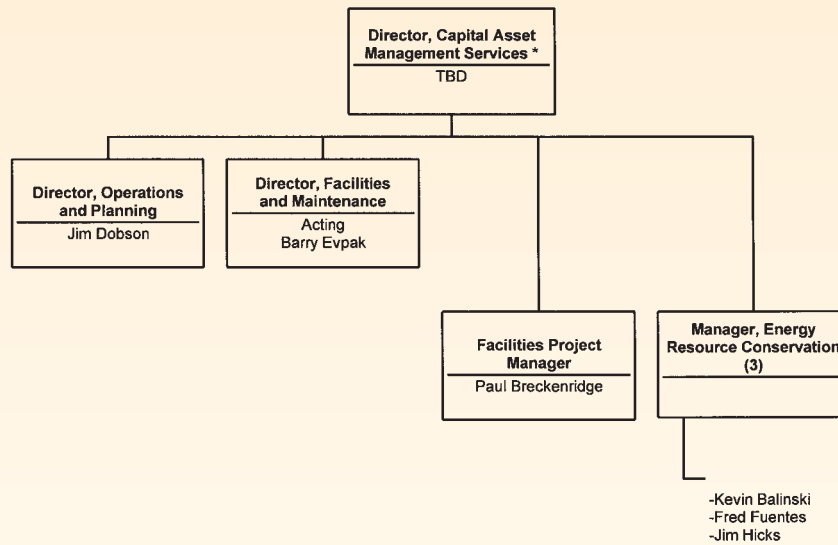 Director, Capital Asset
Management Services *
TBD
Director, Operations
and Planning
Jim Dobson
Director, Facilities
and Maintenance
Acting
Barry Evpak
Facilities Project
Manager
Paul Breckenridge
Manager, Energy
Resource Conservation
(3)
-Kevin Balinski
-Fred Fuentes
-Jim Hicks